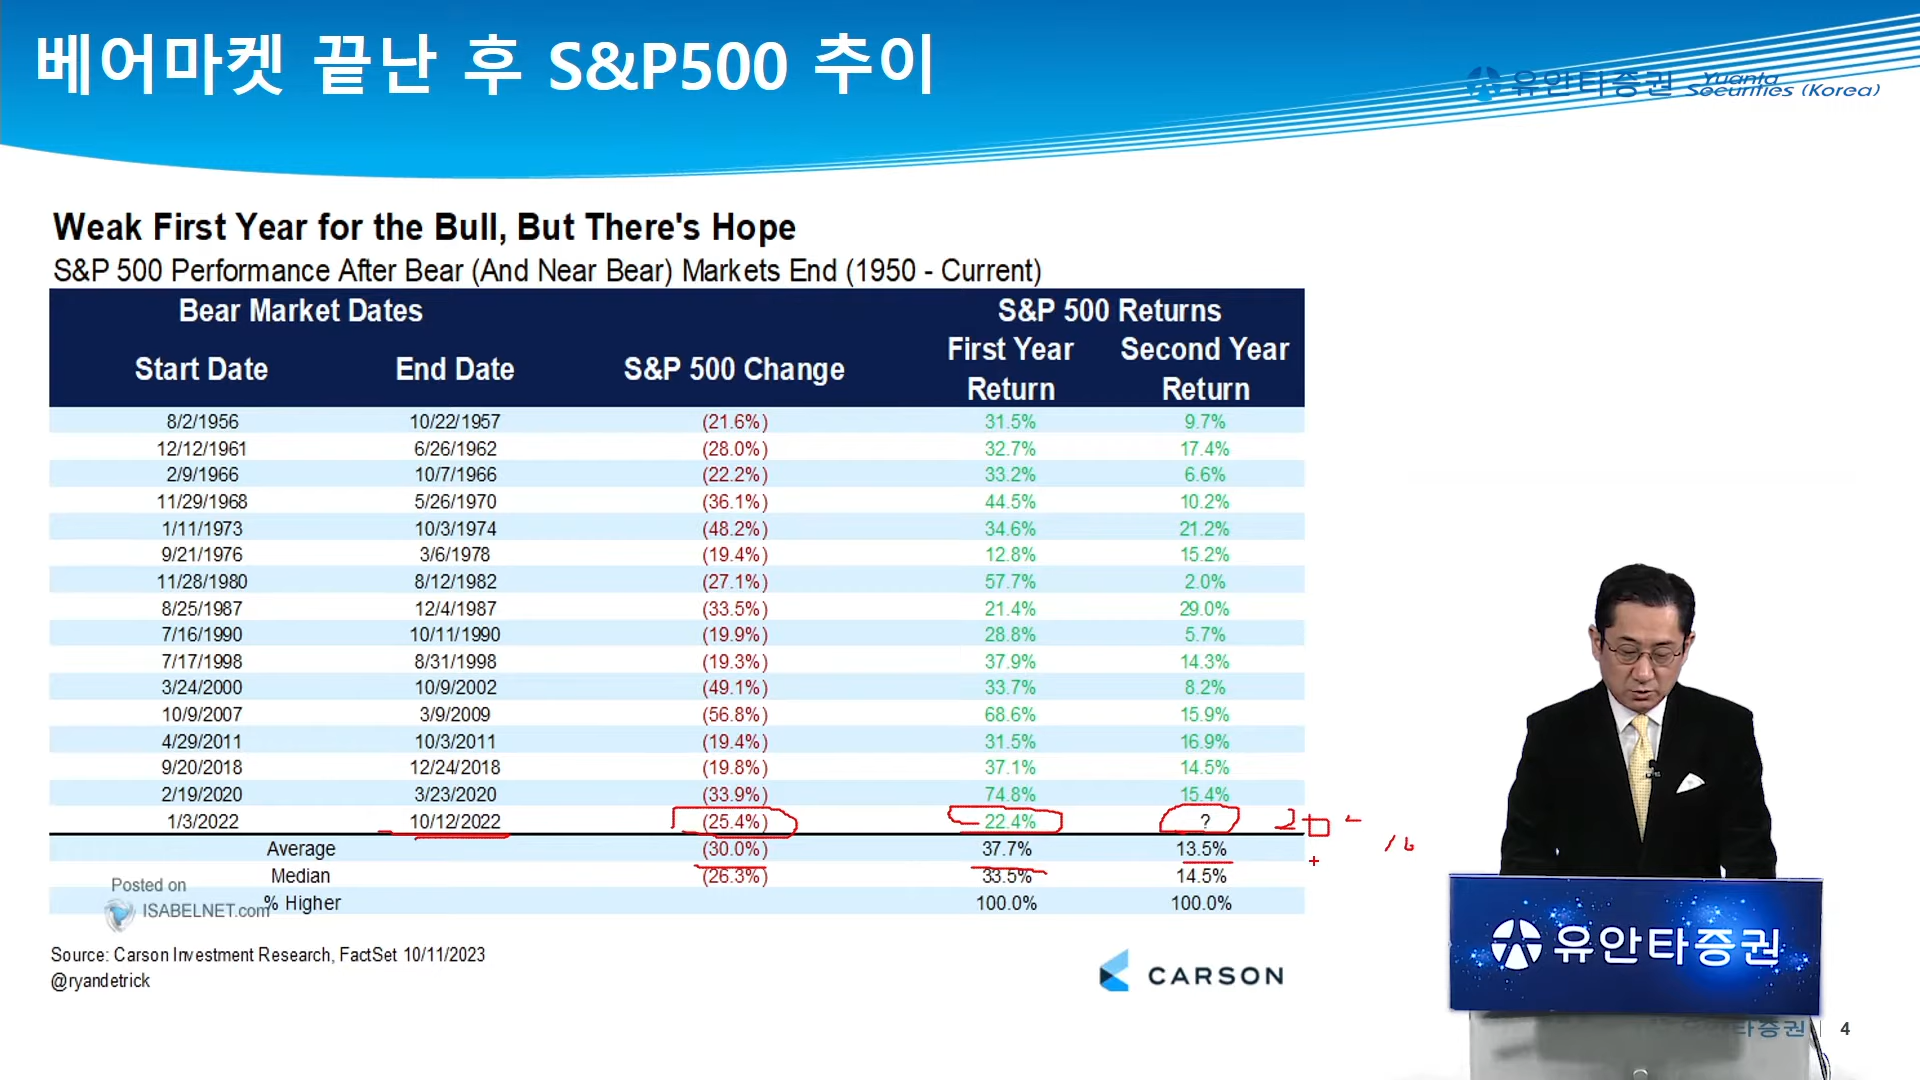 베어마켓 끝난 후 S&P500 추이
유안타증권 Yuanta Securities (Korea)
Weak First Year for the Bull, But There's Hope
S&P 500 Performance After Bear (And Near Bear) Markets End (1950 - Current)
Bear Market Dates S&P 500 Returns
Start Date End Date S&P 500 Change First Year Return Second Year Return
8/2/1956 10/22/1957 (21.6%) 31.5% 9.7%
12/12/1961 6/26/1962 (28.0%) 32.7% 17.4%
2/9/1966 10/7/1966 (22.2%) 33.2% 6.6%
11/29/1968 5/26/1970 (36.1%) 44.5% 10.2%
1/11/1973 10/3/1974 (48.2%) 34.6% 21.2%
9/21/1976 3/6/1978 (19.4%) 12.8% 15.2%
11/28/1980 8/12/1982 (27.1%) 57.7% 2.0%
8/25/1987 12/4/1987 (33.5%) 21.4% 29.0%
7/16/1990 10/11/1990 (19.9%) 28.8% 5.7%
7/17/1998 8/31/1998 (19.3%) 37.9% 14.3%
3/24/2000 10/9/2002 (49.1%) 33.7% 8.2%
10/9/2007 3/9/2009 (56.8%) 68.6% 15.9%
4/29/2011 10/3/2011 (19.4%) 31.5% 16.9%
9/20/2018 12/24/2018 (19.8%) 37.1% 14.5%
2/19/2020 3/23/2020 (33.9%) 74.8% 15.4%
1/3/2022 10/12/2022 (25.4%) 22.4% ?
Average (30.0%) 37.7% 13.5%
Median (26.3%) 33.5% 14.5%
% Higher 100.0% 100.0%
Posted on
ISABELNET.com
Source: Carson Investment Research, FactSet 10/11/2023
@ryandetrick
CARSON
유안타증권
타증권 4